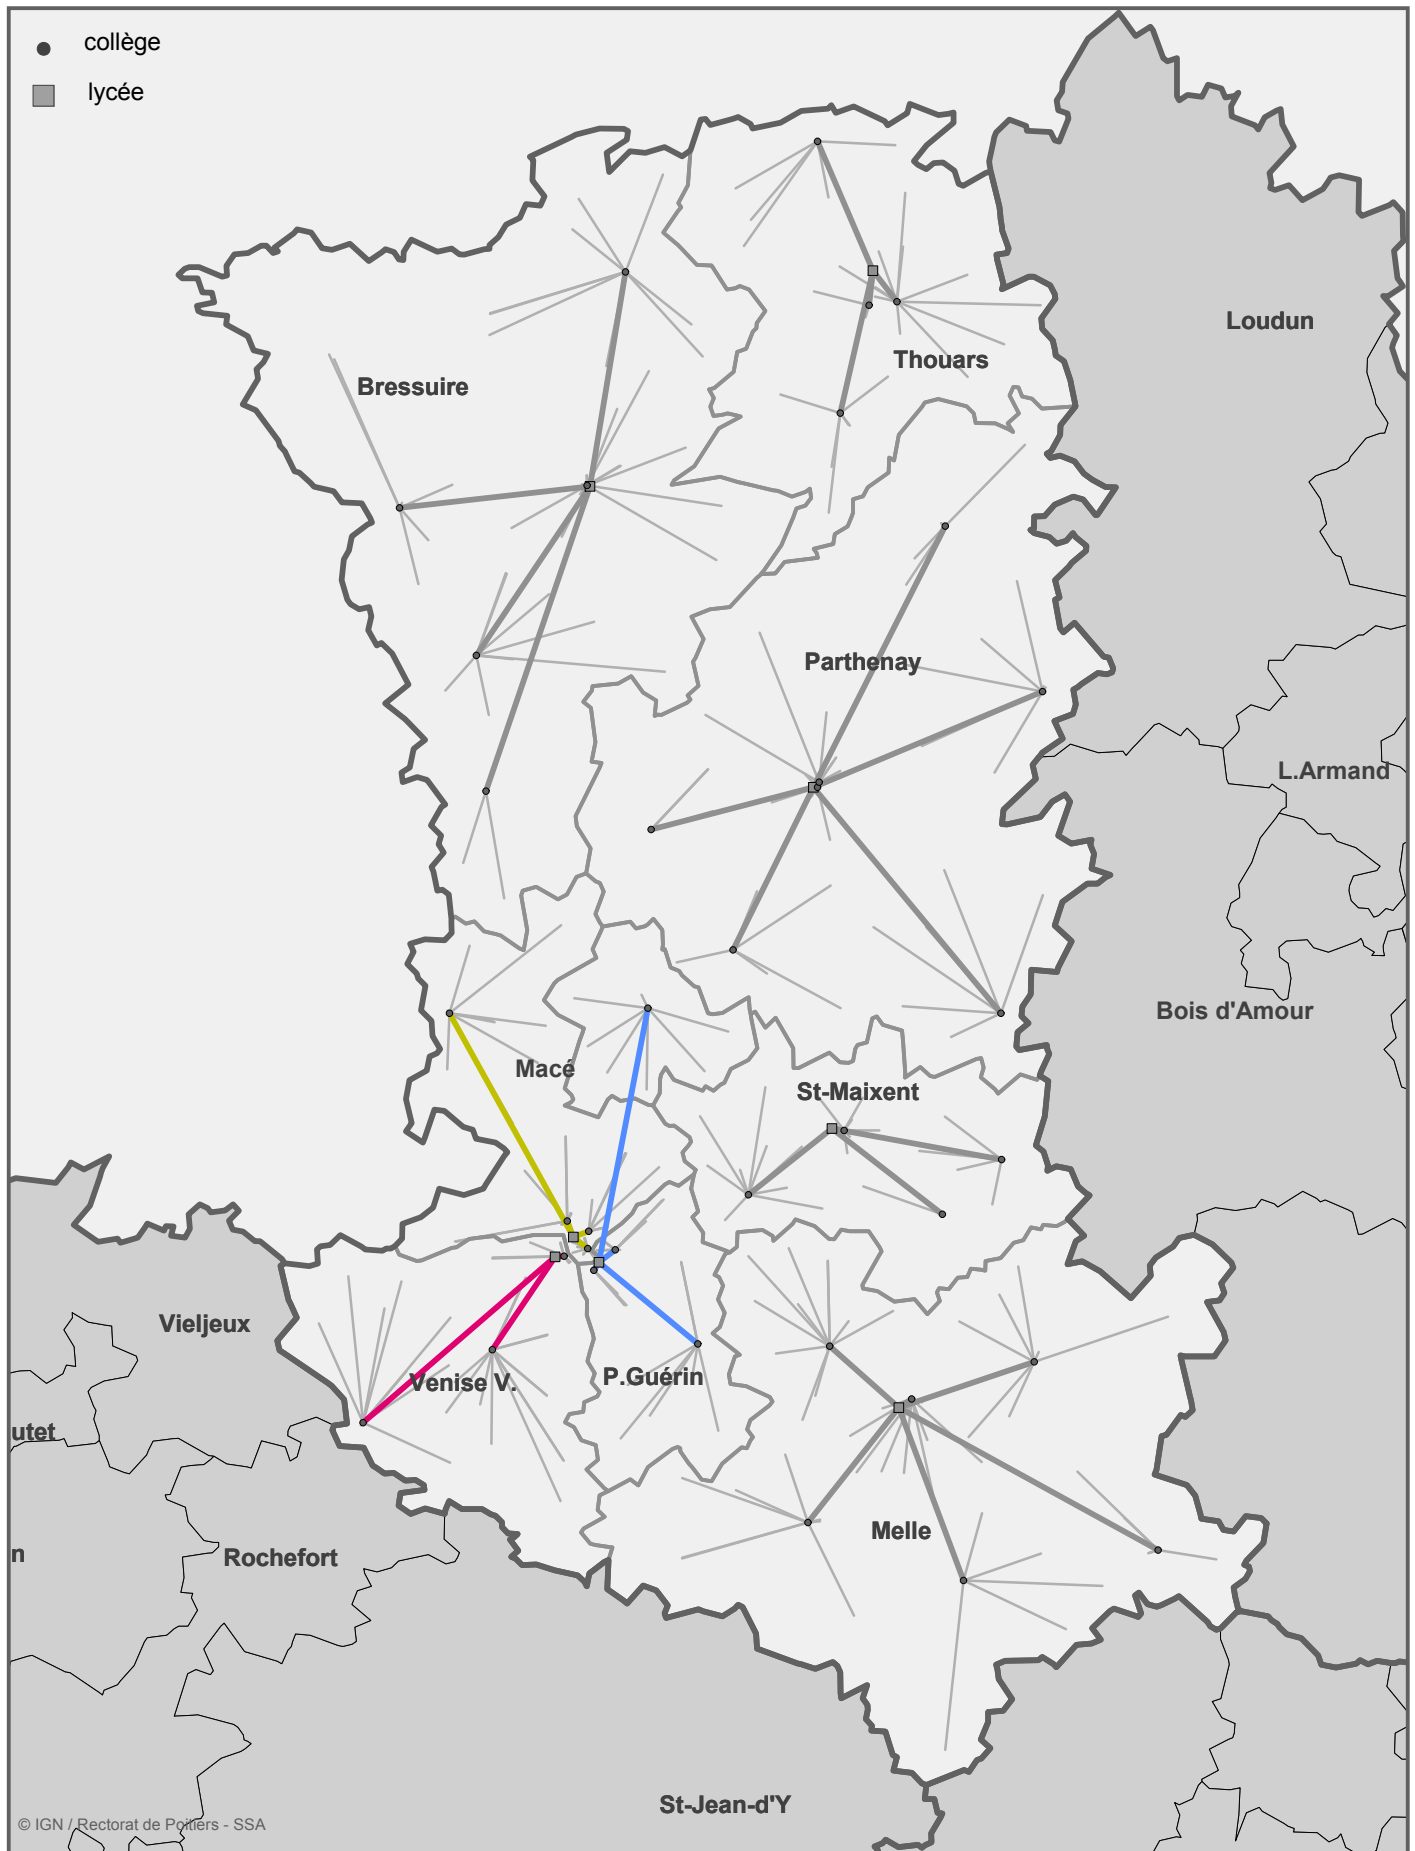 collège
lycée
Loudun
Thouars
Bressuire
Parthenay
L.Armand
Bois d'Amour
Macé
St-Maixent
Vieljeux
Venise V.
P.Guérin
utet
Melle
n
Rochefort
St-Jean-d'Y
© IGN / Rectorat de Poitiers - SSA